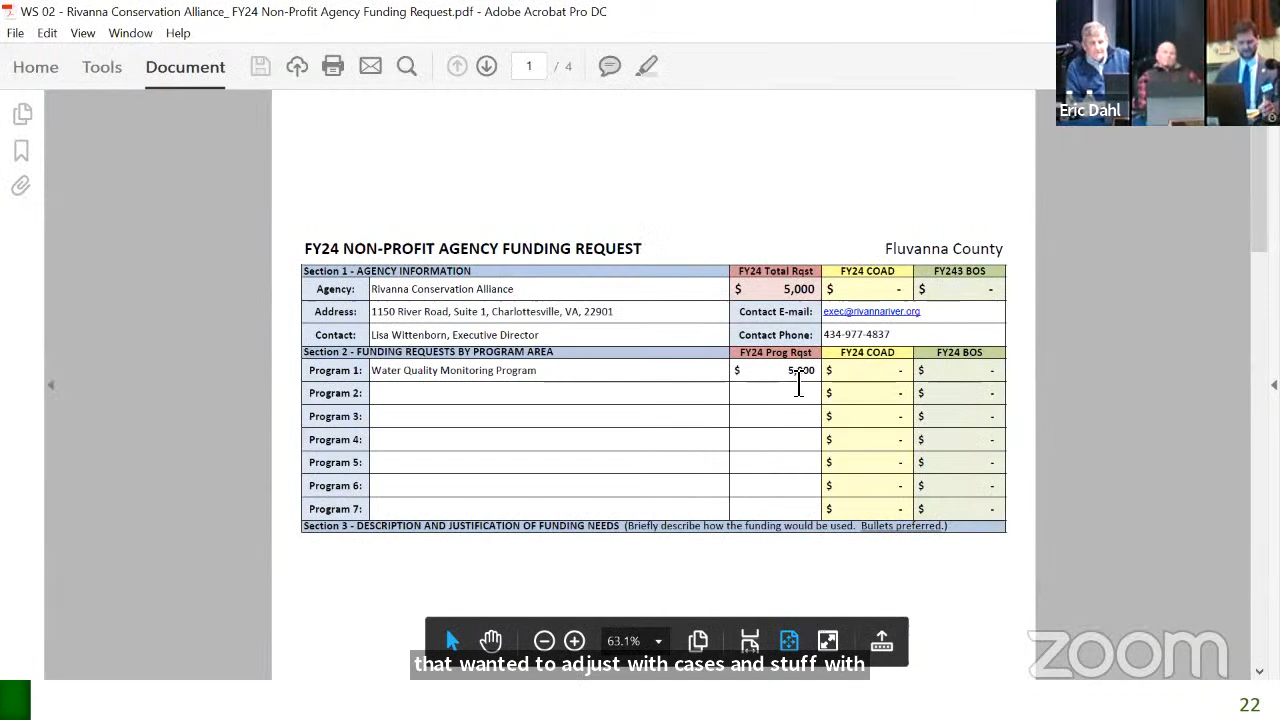 WS 02 - Rivanna Conservation Alliance_ FY24 Non-Profit Agency Funding Request.pdf - Adobe Acrobat Pro DC
File Edit View Window Help
Home Tools Document 1 / 4
Eric Dahl
FY24 NON-PROFIT AGENCY FUNDING REQUEST Fluvanna County
Section 1 - AGENCY INFORMATION FY24 Total Rqst FY24 COAD FY243 BOS
Agency: Rivanna Conservation Alliance $ 5,000 $ - $ -
Address: 1150 River Road, Suite 1, Charlottesville, VA, 22901 Contact E-mail: exec@rivannariver.org
Contact: Lisa Wittenborn, Executive Director Contact Phone: 434-977-4837
Section 2 - FUNDING REQUESTS BY PROGRAM AREA FY24 Prog Rqst FY24 COAD FY24 BOS
Program 1: Water Quality Monitoring Program $ 5,000 $ - $ -
Program 2: $ - $ -
Program 3: $ - $ -
Program 4: $ - $ -
Program 5: $ - $ -
Program 6: $ - $ -
Program 7: $ - $ -
Section 3 - DESCRIPTION AND JUSTIFICATION OF FUNDING NEEDS (Briefly describe how the funding would be used. Bullets preferred.)
63.1%
that wanted to adjust with cases and stuff with
zoom
22